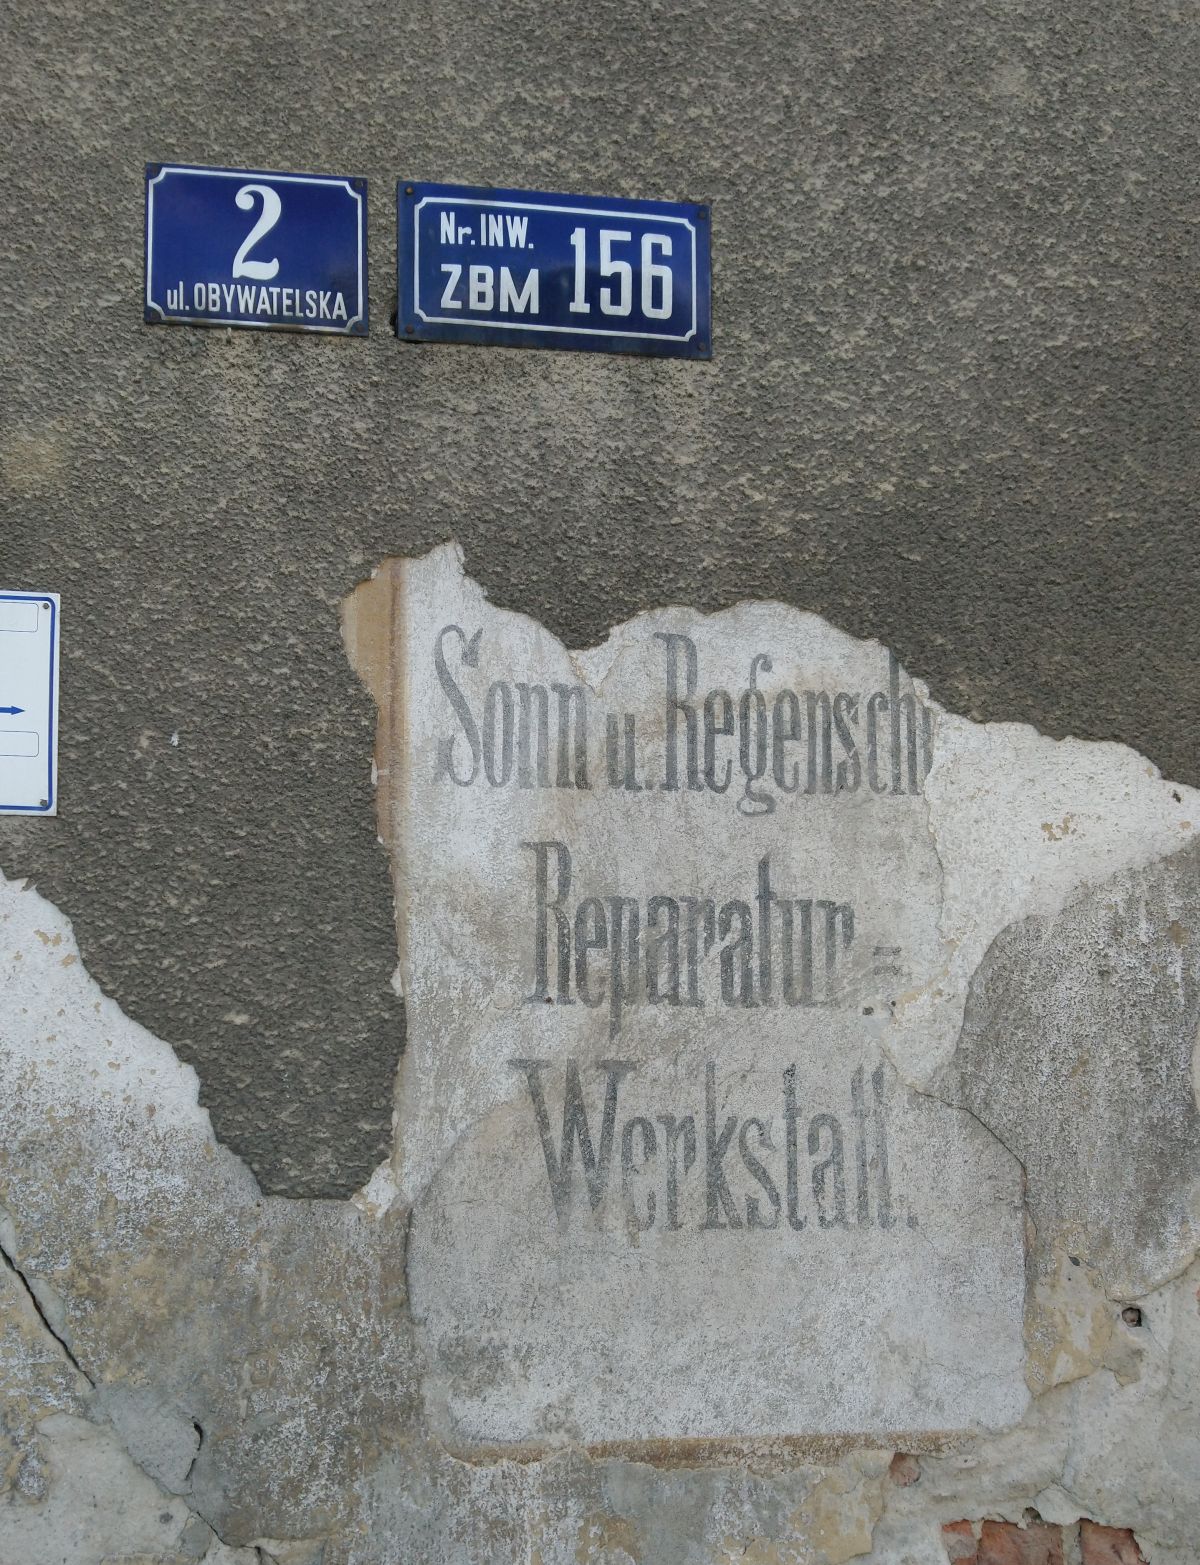 2
ul. OBYWATELSKA
Nr. INW.
ZBM 156
Sonn u. Regensch
Reparatur =
Werkstatt.